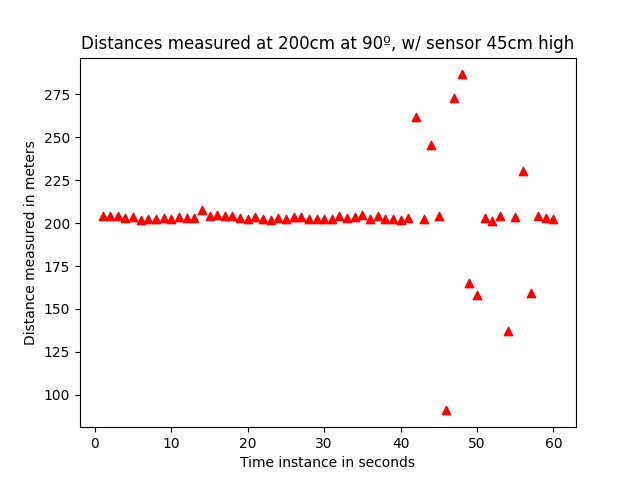 Distances measured at 200cm at 90º, w/ sensor 45cm high
275
250
225
200
175
150
125
100
Distance measured in meters
0 10 20 30 40 50 60
Time instance in seconds